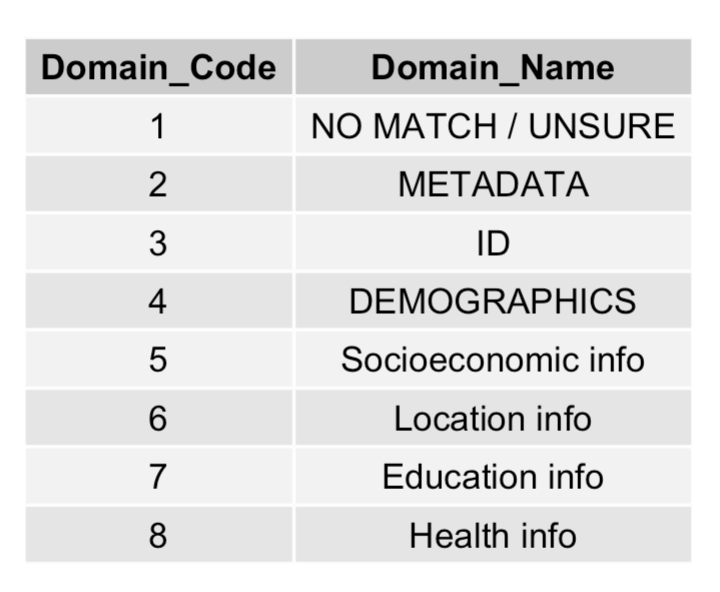 Domain_Code Domain_Name
1 NO MATCH / UNSURE
2 METADATA
3 ID
4 DEMOGRAPHICS
5 Socioeconomic info
6 Location info
7 Education info
8 Health info